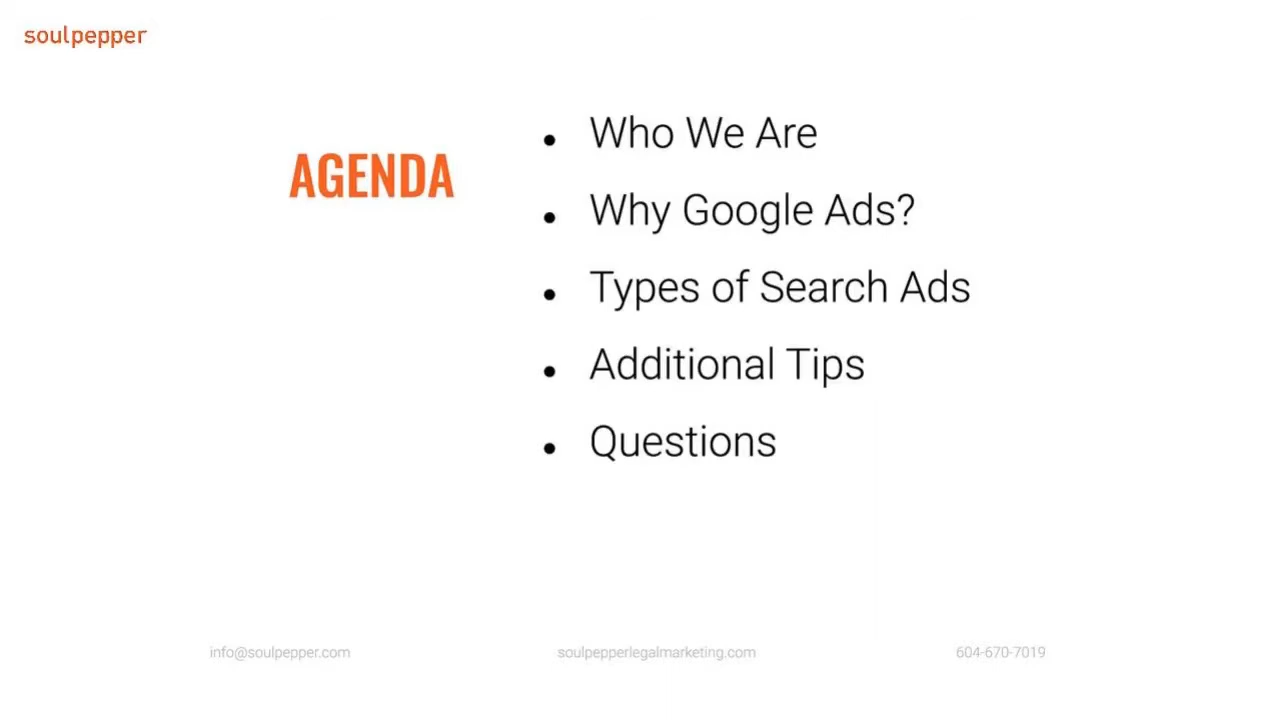 soulpepper
AGENDA
• Who We Are
• Why Google Ads?
• Types of Search Ads
• Additional Tips
• Questions
info@soulpepper.com
soulpepperlegalmarketing.com
604-670-7019